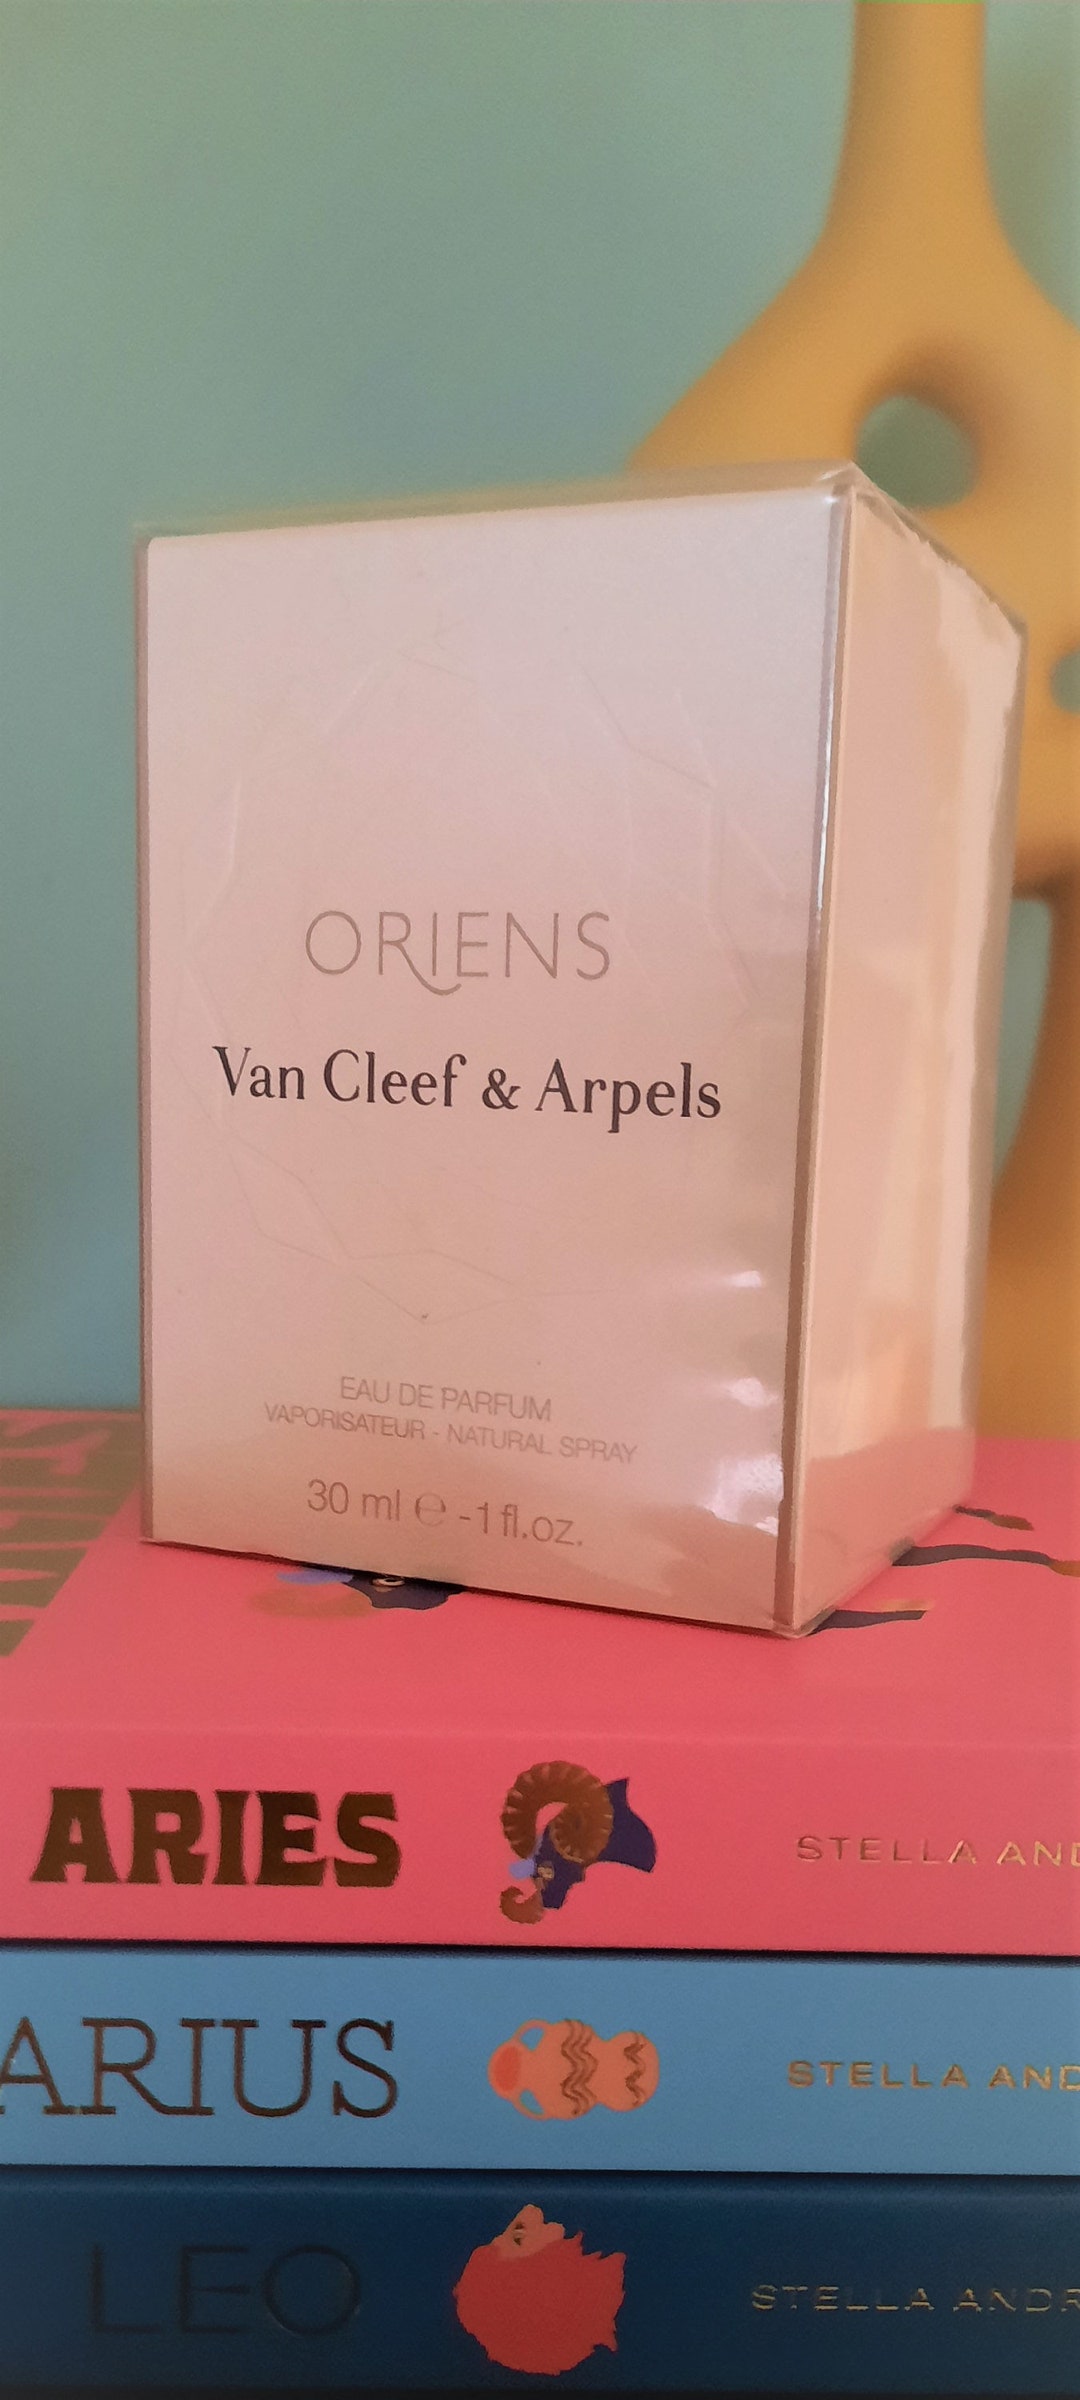 ORIENS
Van Cleef & Arpels
EAU DE PARFUM
VAPORISATEUR - NATURAL SPRAY
30 ml ℮ - 1 fl.oz.
ARIES STELLA AND
ARIUS STELLA AND
LEO STELLA ANDR